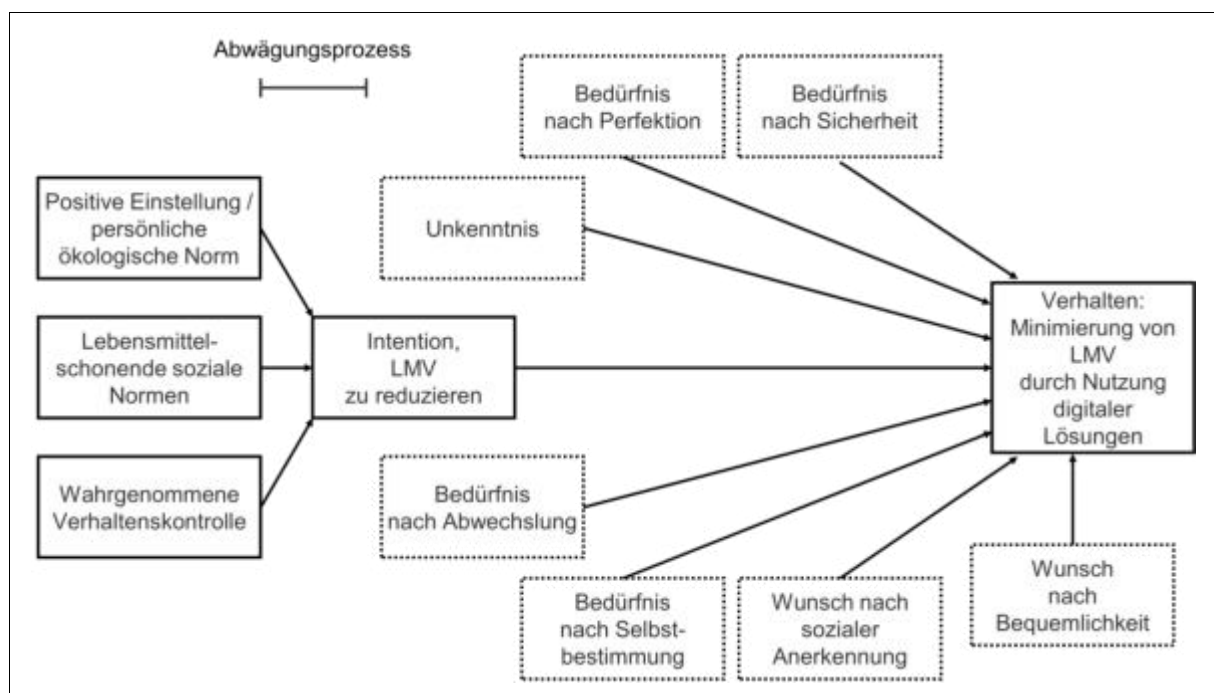 Abwägungsprozess
Bedürfnis
nach Perfektion
Bedürfnis
nach Sicherheit
Positive Einstellung /
persönliche
ökologische Norm
Unkenntnis
Lebensmittel-
schonende soziale
Normen
Intention,
LMV
zu reduzieren
Verhalten:
Minimierung von
LMV
durch Nutzung
digitaler
Lösungen
Wahrgenommene
Verhaltenskontrolle
Bedürfnis
nach Abwechslung
Bedürfnis
nach Selbst-
bestimmung
Wunsch nach
sozialer
Anerkennung
Wunsch
nach
Bequemlichkeit